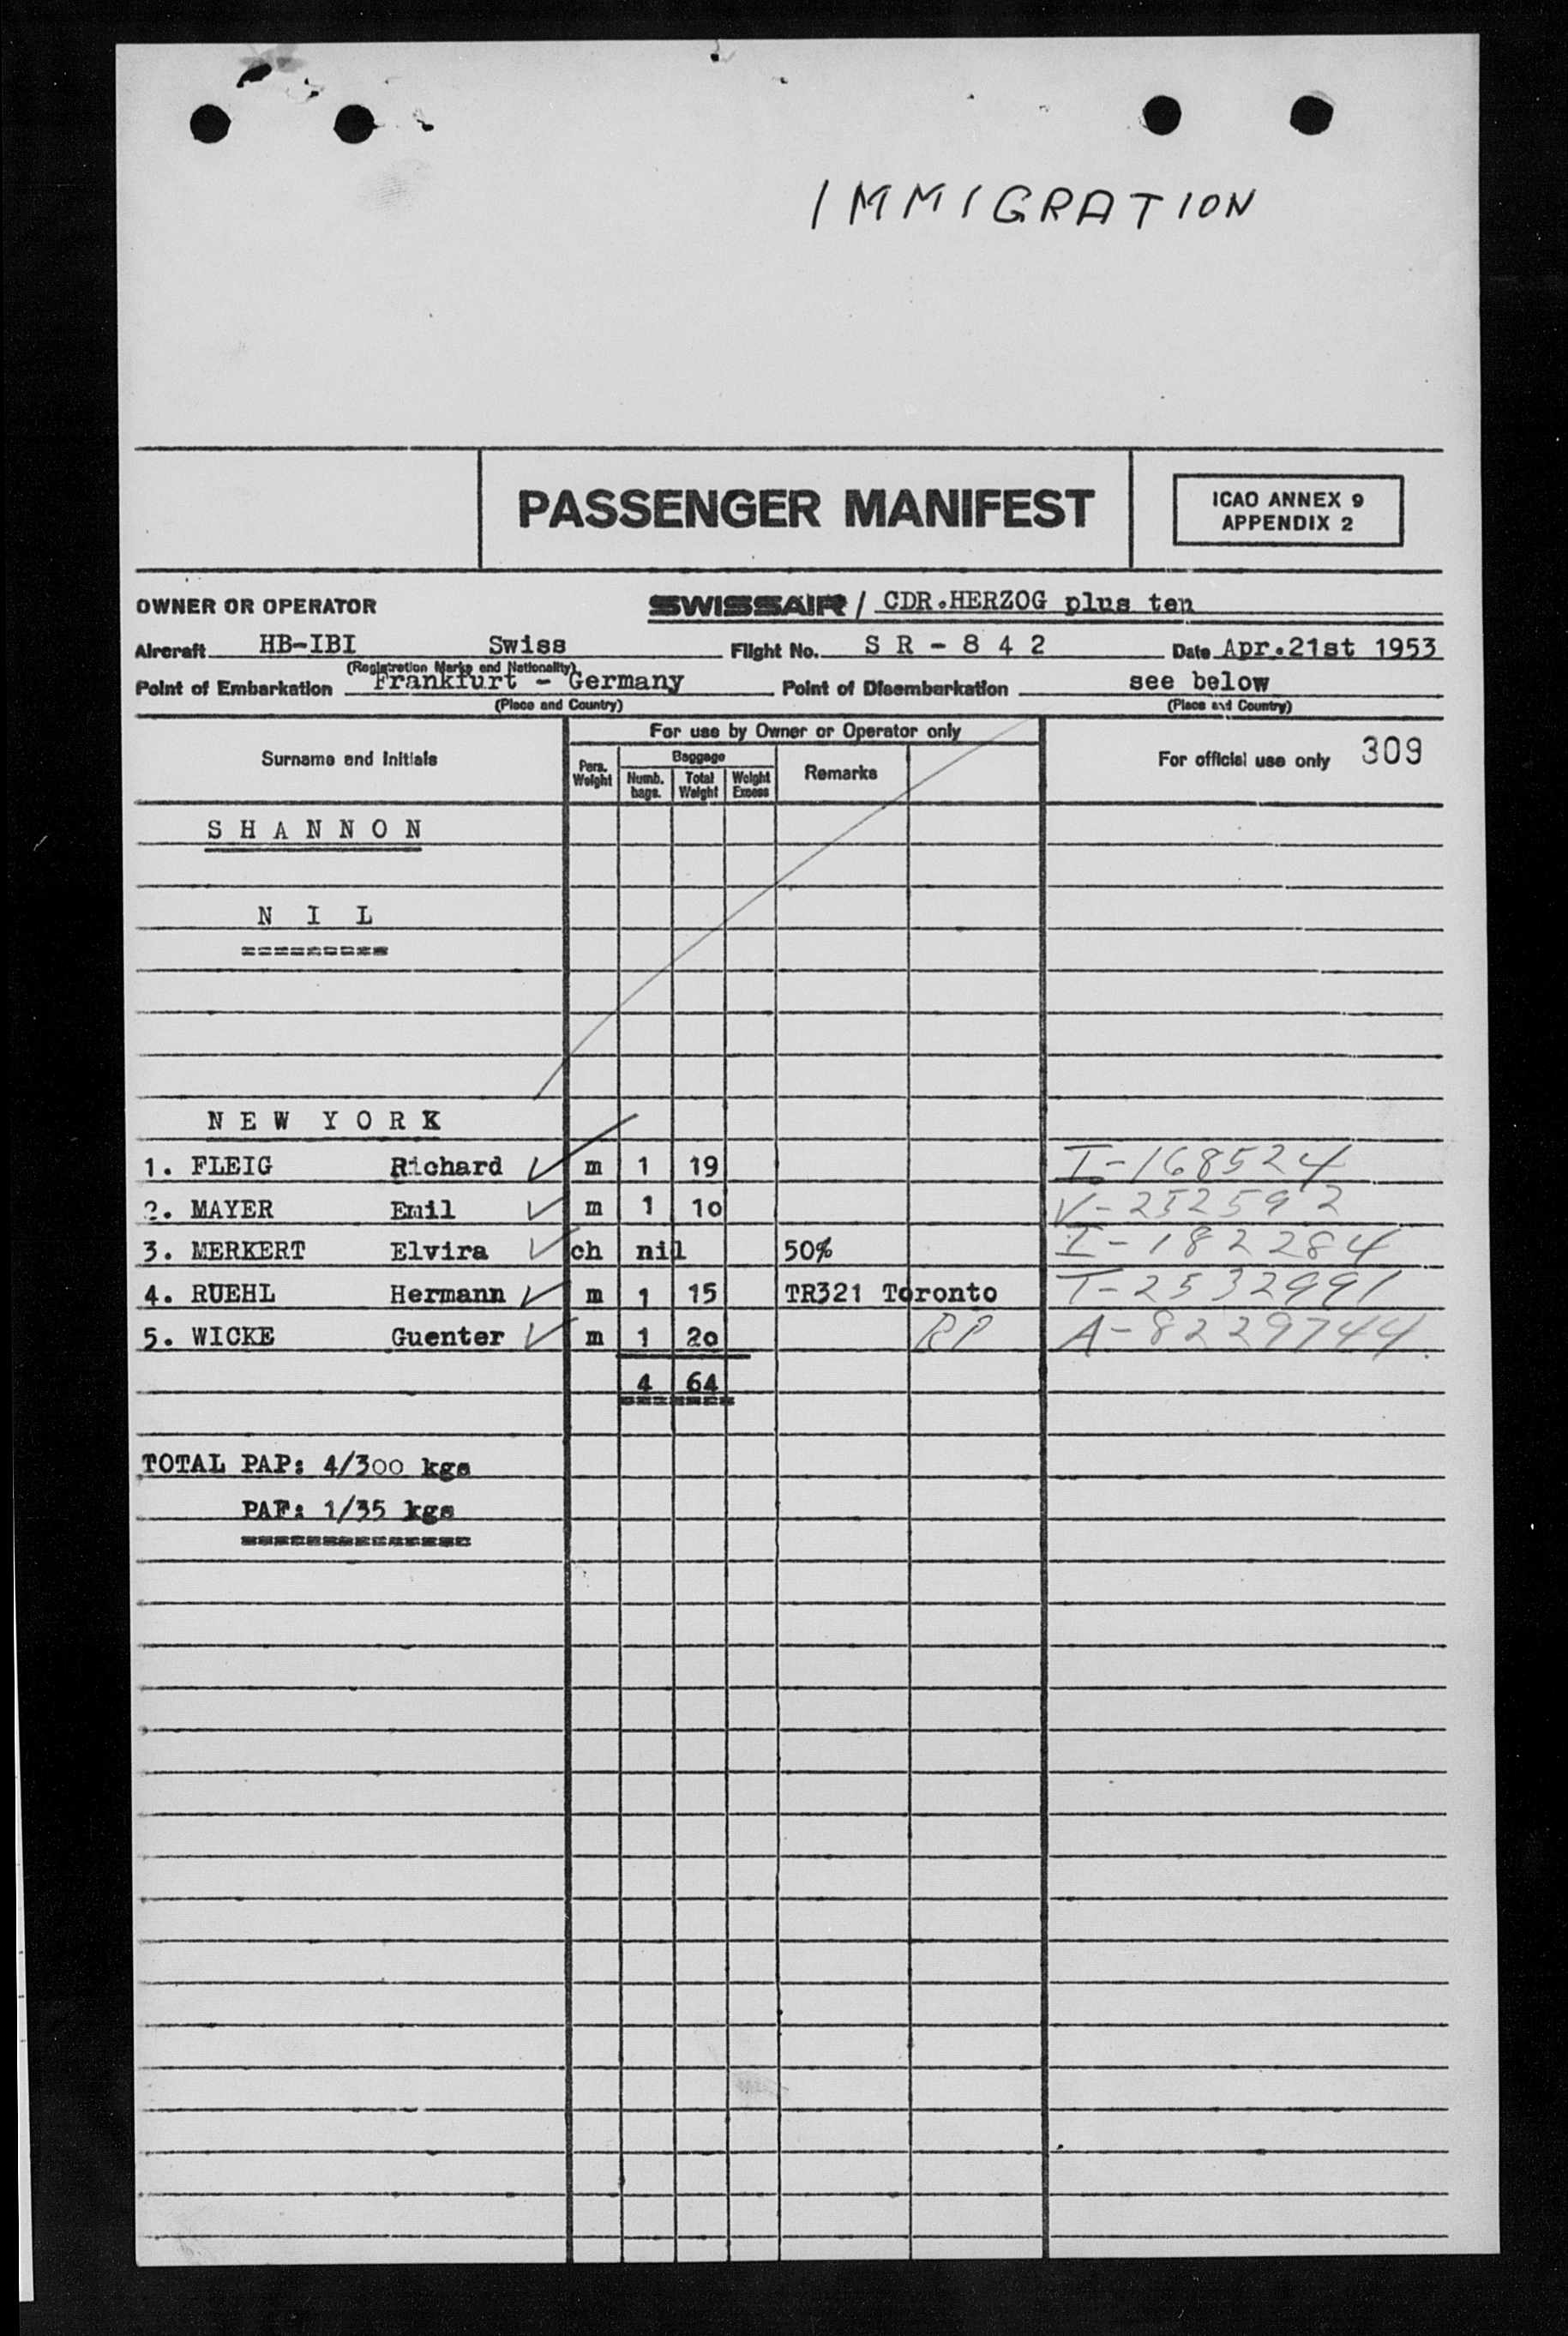 IMMIGRATION
PASSENGER MANIFEST
ICAO ANNEX 9
APPENDIX 2
OWNER OR OPERATOR SWISSAIR / CDR.HERZOG plus ten
Aircraft HB-IBI Swiss Flight No. S R - 8 4 2 Date Apr.21st 1953
(Registration Marks and Nationality)
Point of Embarkation Frankfurt - Germany Point of Disembarkation see below
(Place and Country) (Place and Country)
Surname and Initials
For use by Owner or Operator only
Pers. Weight
Baggage
Numb. bags. Total Weight Weight Excess
Remarks
For official use only 309
S H A N N O N
N I L
=========
N E W Y O R K
1. FLEIG Richard m 1 19 I-168524
2. MAYER Emil m 1 10 V-252592
3. MERKERT Elvira ch nil 50% I-182284
4. RUEHL Hermann m 1 15 TR321 Toronto T-2532991
5. WICKE Guenter m 1 20 RP A-8229744
4 64
TOTAL PAP: 4/300 kgs
PAF: 1/35 kgs